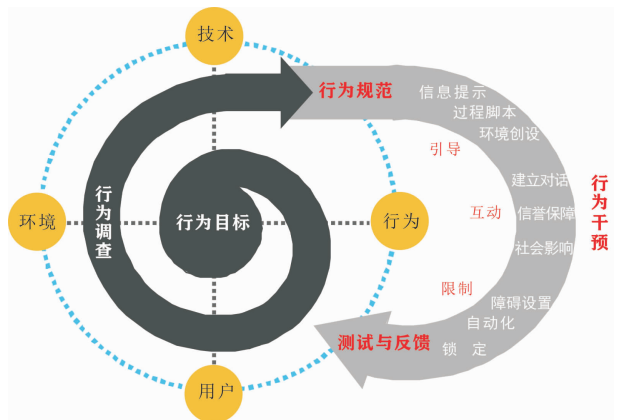 技术
行为规范
信息提示
过程脚本
环境创设
引导
建立对话
行为调查
行为干预
环境
行为目标
行为
互动
信誉保障
社会影响
限制
障碍设置
自动化
测试与反馈
锁 定
用户